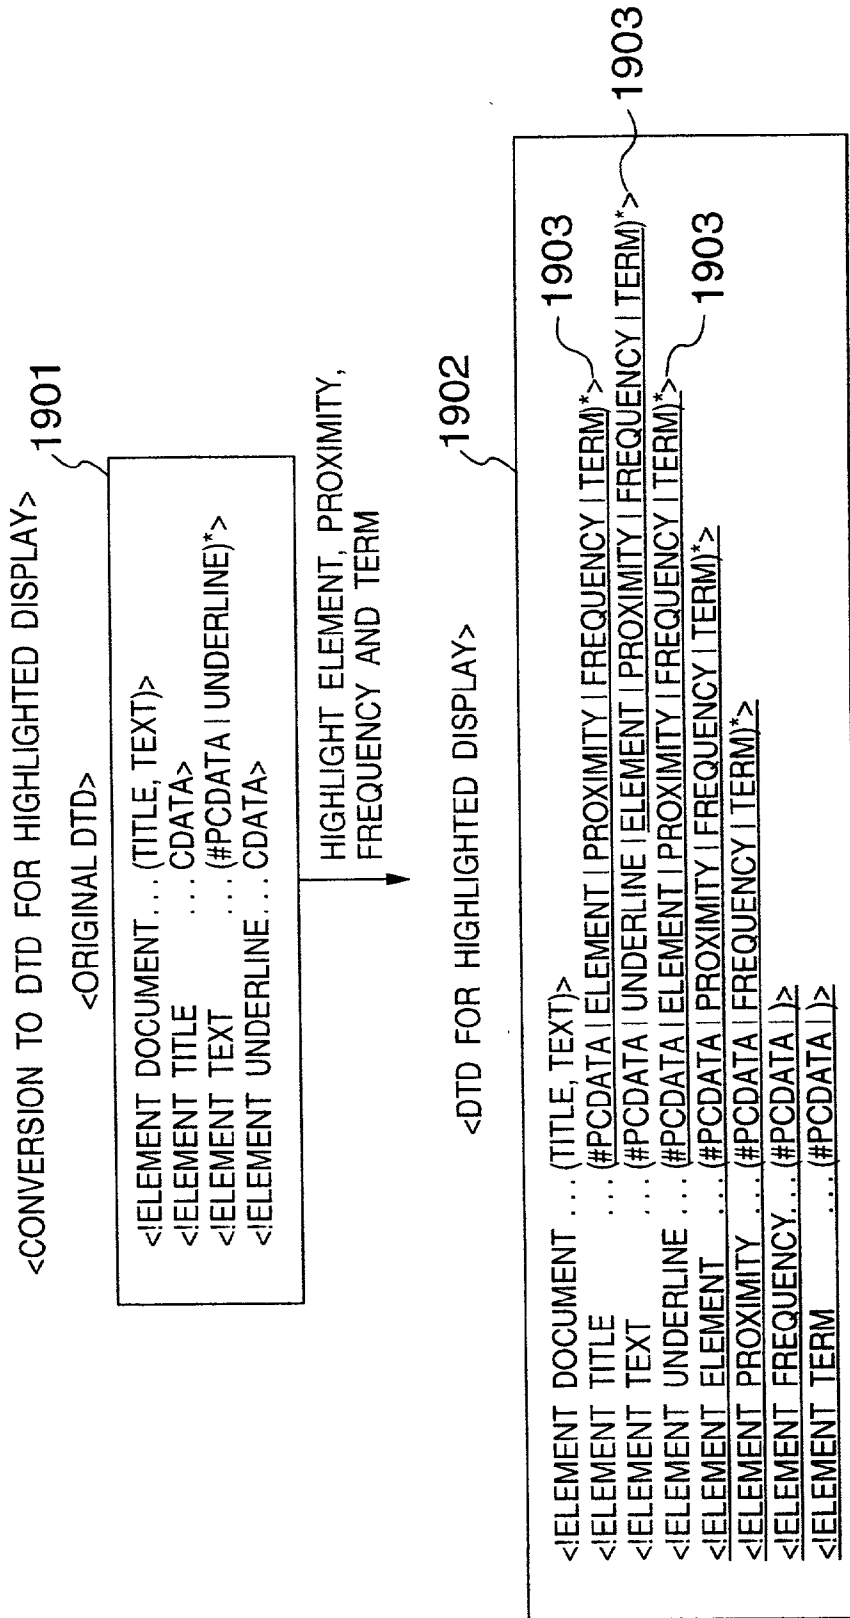 <CONVERSION TO DTD FOR HIGHLIGHTED DISPLAY>
<ORIGINAL DTD>
1901
<!ELEMENT DOCUMENT...(TITLE, TEXT)>
<!ELEMENT TITLE ...CDATA>
<!ELEMENT TEXT ...(#PCDATA | UNDERLINE)*>
<!ELEMENT UNDERLINE...CDATA>
HIGHLIGHT ELEMENT, PROXIMITY,
FREQUENCY AND TERM
<DTD FOR HIGHLIGHTED DISPLAY>
1902
<!ELEMENT DOCUMENT ...(TITLE, TEXT)>
<!ELEMENT TITLE ...(#PCDATA | ELEMENT | PROXIMITY | FREQUENCY | TERM)*> 1903
<!ELEMENT TEXT ...(#PCDATA | UNDERLINE | ELEMENT | PROXIMITY | FREQUENCY | TERM)*> 1903
<!ELEMENT UNDERLINE ...(#PCDATA | ELEMENT | PROXIMITY | FREQUENCY | TERM)*> 1903
<!ELEMENT ELEMENT ...(#PCDATA | PROXIMITY | FREQUENCY | TERM)*>
<!ELEMENT PROXIMITY ...(#PCDATA | FREQUENCY | TERM)*>
<!ELEMENT FREQUENCY...(#PCDATA | )>
<!ELEMENT TERM ...(#PCDATA | )>